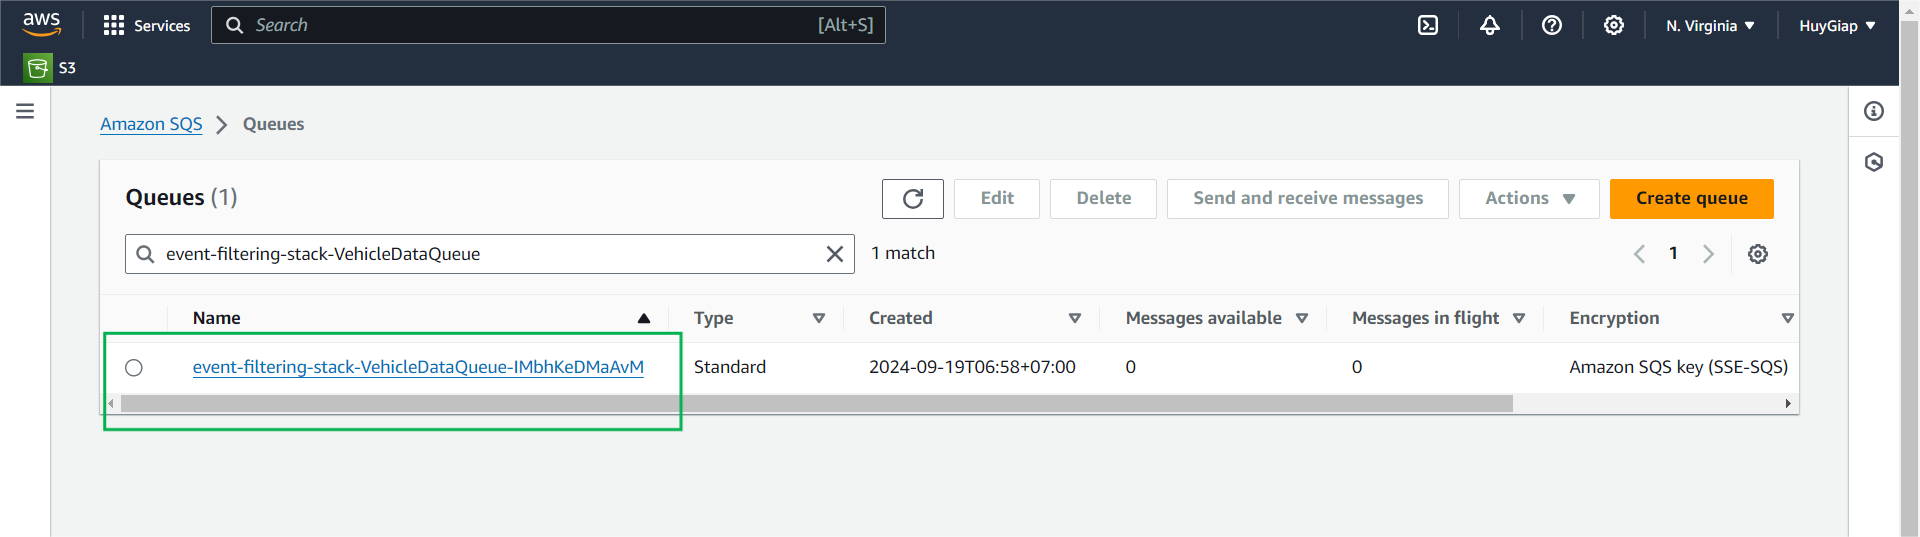 aws Services Search [Alt+S] N. Virginia HuyGiap
S3
Amazon SQS Queues
Queues (1) Edit Delete Send and receive messages Actions Create queue
event-filtering-stack-VehicleDataQueue 1 match 1
Name Type Created Messages available Messages in flight Encryption
event-filtering-stack-VehicleDataQueue-IMbhKeDMaAvM Standard 2024-09-19T06:58+07:00 0 0 Amazon SQS key (SSE-SQS)